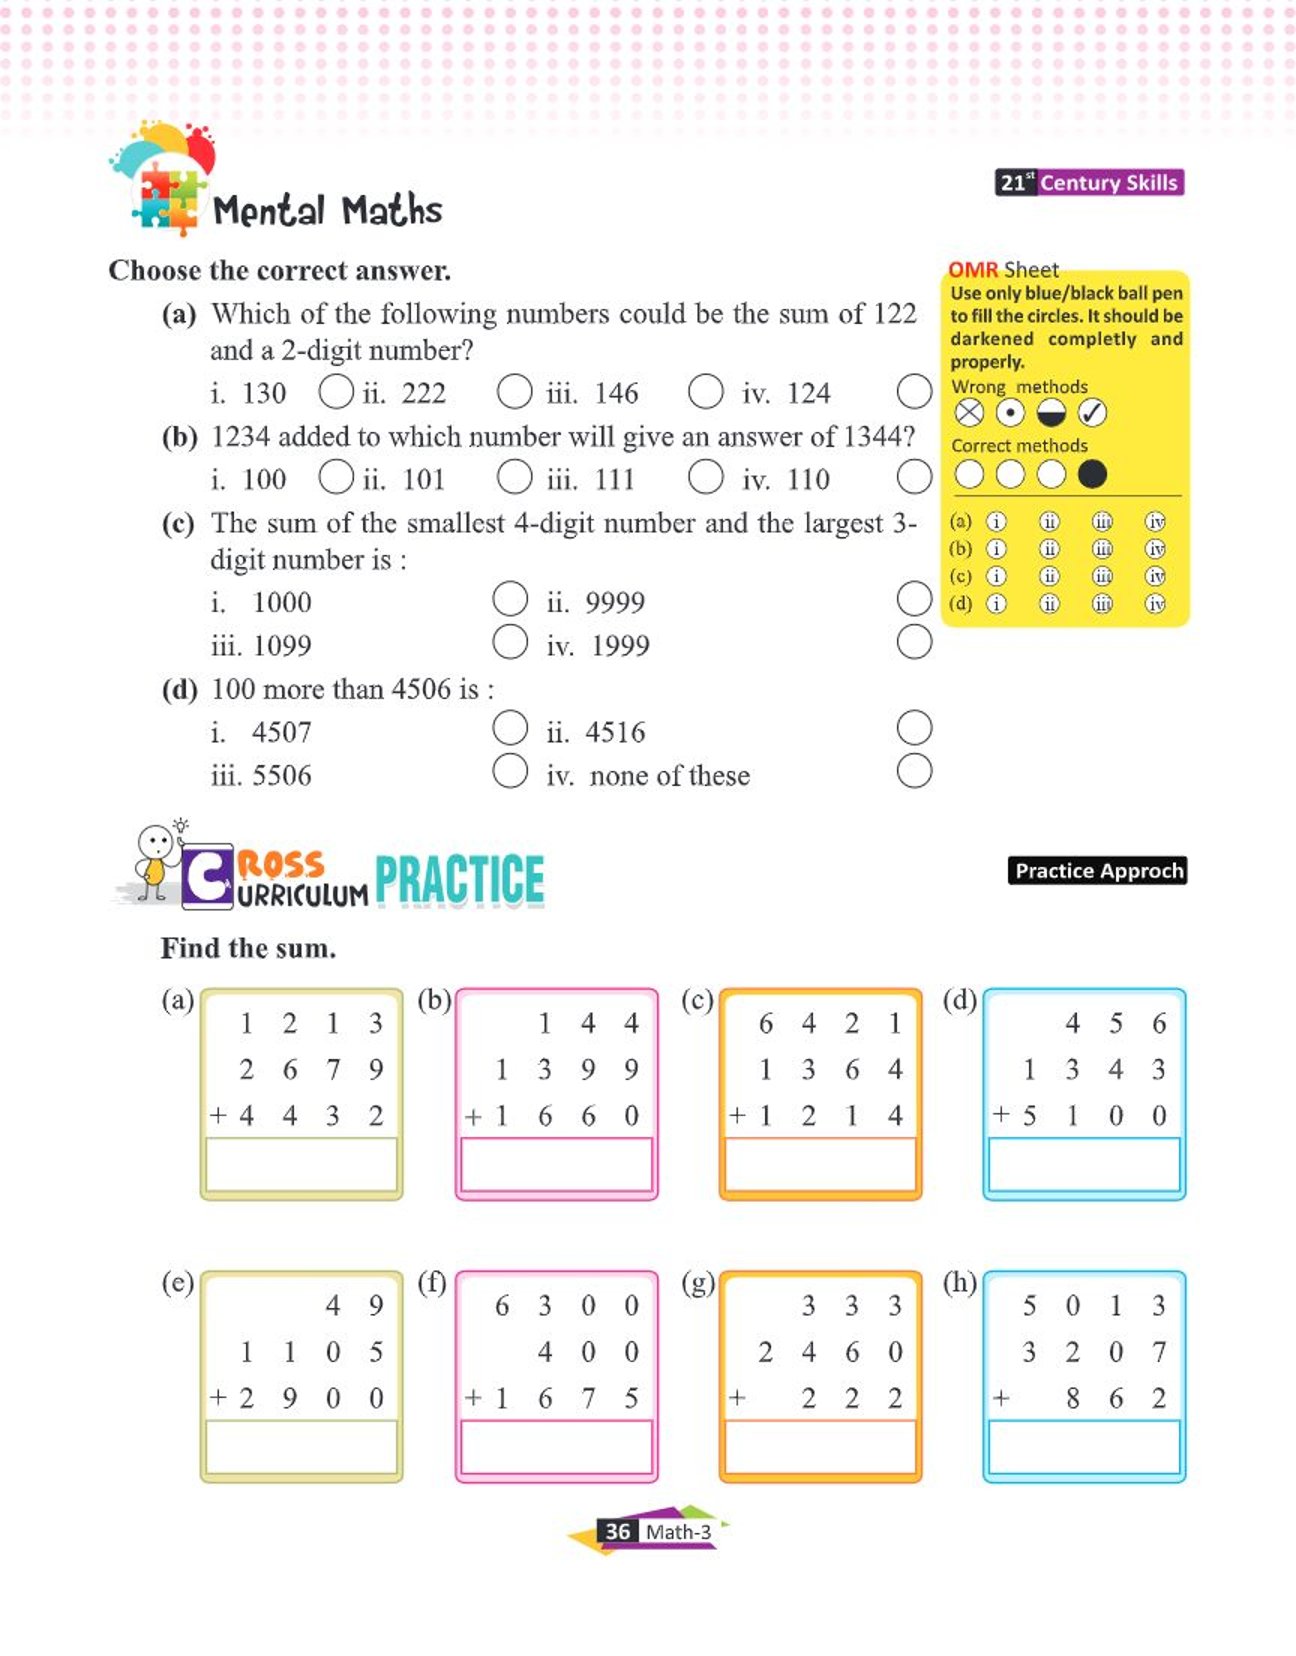 Mental Maths
21st Century Skills
Choose the correct answer.
(a) Which of the following numbers could be the sum of 122
and a 2-digit number?
i. 130 ii. 222 iii. 146 iv. 124
(b) 1234 added to which number will give an answer of 1344?
i. 100 ii. 101 iii. 111 iv. 110
(c) The sum of the smallest 4-digit number and the largest 3-
digit number is :
i. 1000 ii. 9999
iii. 1099 iv. 1999
(d) 100 more than 4506 is :
i. 4507 ii. 4516
iii. 5506 iv. none of these
OMR Sheet
Use only blue/black ball pen
to fill the circles. It should be
darkened completly and
properly.
Wrong methods
Correct methods
(a) i ii iii iv
(b) i ii iii iv
(c) i ii iii iv
(d) i ii iii iv
CROSS
CURRICULUM PRACTICE
Practice Approch
Find the sum.
(a) (b) (c) (d)
1 2 1 3 1 4 4 6 4 2 1 4 5 6
2 6 7 9 1 3 9 9 1 3 6 4 1 3 4 3
+ 4 4 3 2 + 1 6 6 0 + 1 2 1 4 + 5 1 0 0
(e) (f) (g) (h)
4 9 6 3 0 0 3 3 3 5 0 1 3
1 1 0 5 4 0 0 2 4 6 0 3 2 0 7
+ 2 9 0 0 + 1 6 7 5 + 2 2 2 + 8 6 2
36 Math-3